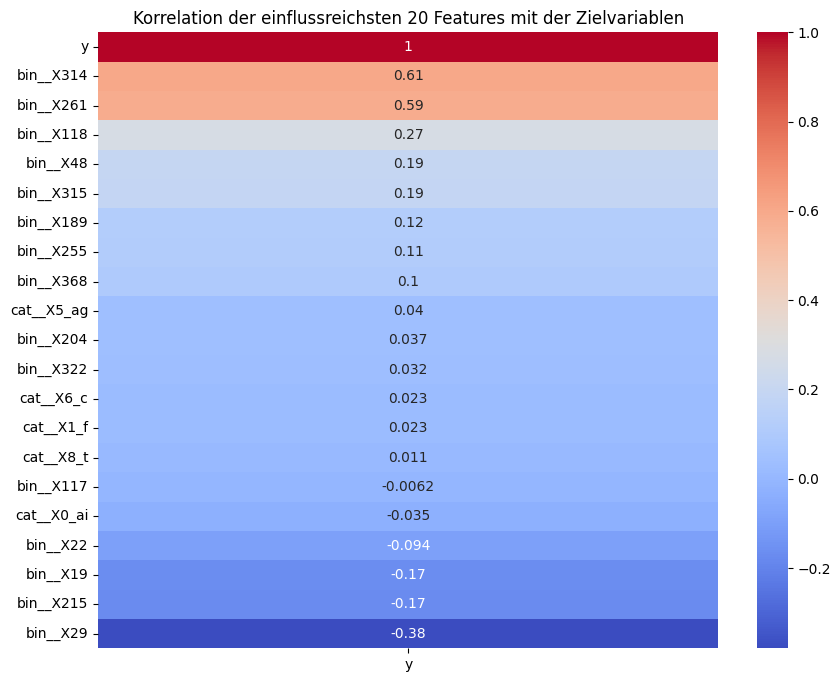 Korrelation der einflussreichsten 20 Features mit der Zielvariablen
y 1
bin__X314 0.61
bin__X261 0.59
bin__X118 0.27
bin__X48 0.19
bin__X315 0.19
bin__X189 0.12
bin__X255 0.11
bin__X368 0.1
cat__X5_ag 0.04
bin__X204 0.037
bin__X322 0.032
cat__X6_c 0.023
cat__X1_f 0.023
cat__X8_t 0.011
bin__X117 -0.0062
cat__X0_ai -0.035
bin__X22 -0.094
bin__X19 -0.17
bin__X215 -0.17
bin__X29 -0.38
y
1.0
0.8
0.6
0.4
0.2
0.0
−0.2